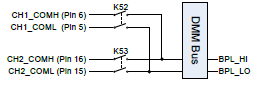 K52
CH1_COMH (Pin 6)
CH1_COML (Pin 5)
K53
CH2_COMH (Pin 16)
CH2_COML (Pin 15)
DMM Bus
BPL_HI
BPL_LO